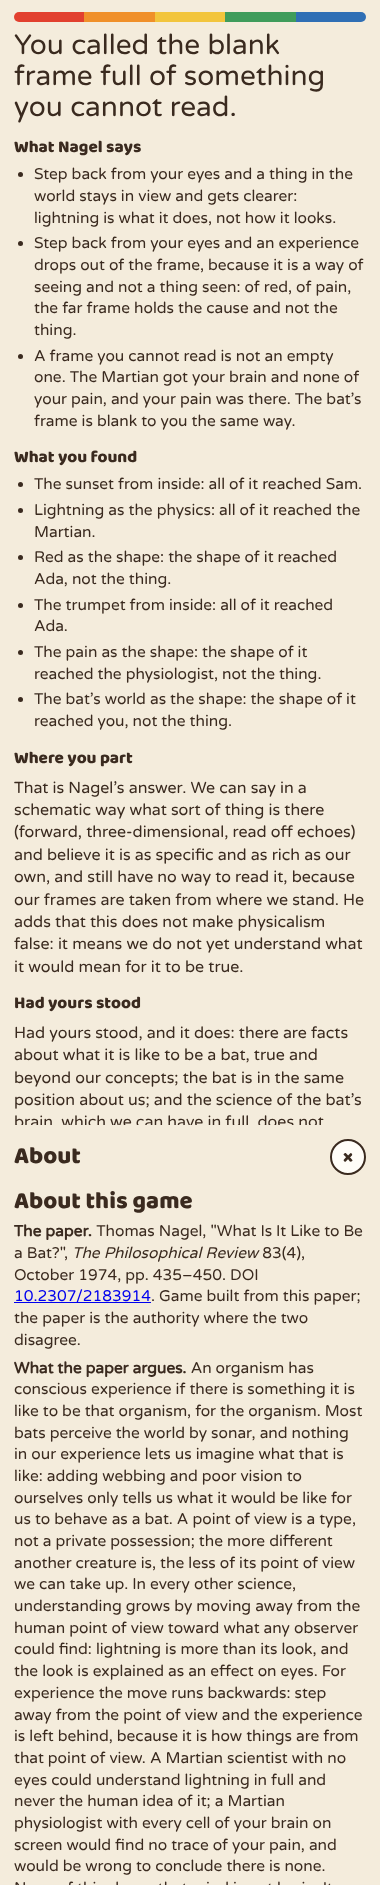 You called the blank
frame full of something
you cannot read.
What Nagel says
• Step back from your eyes and a thing in the
world stays in view and gets clearer:
lightning is what it does, not how it looks.
• Step back from your eyes and an experience
drops out of the frame, because it is a way of
seeing and not a thing seen: of red, of pain,
the far frame holds the cause and not the
thing.
• A frame you cannot read is not an empty
one. The Martian got your brain and none of
your pain, and your pain was there. The bat’s
frame is blank to you the same way.
What you found
• The sunset from inside: all of it reached Sam.
• Lightning as the physics: all of it reached the
Martian.
• Red as the shape: the shape of it reached
Ada, not the thing.
• The trumpet from inside: all of it reached
Ada.
• The pain as the shape: the shape of it
reached the physiologist, not the thing.
• The bat’s world as the shape: the shape of it
reached you, not the thing.
Where you part
That is Nagel’s answer. We can say in a
schematic way what sort of thing is there
(forward, three-dimensional, read off echoes)
and believe it is as specific and as rich as our
own, and still have no way to read it, because
our frames are taken from where we stand. He
adds that this does not make physicalism
false: it means we do not yet understand what
it would mean for it to be true.
Had yours stood
Had yours stood, and it does: there are facts
about what it is like to be a bat, true and
beyond our concepts; the bat is in the same
position about us; and the science of the bat’s
brain, which we can have in full, does not
About
×
About this game
The paper. Thomas Nagel, "What Is It Like to Be
a Bat?", The Philosophical Review 83(4),
October 1974, pp. 435–450. DOI
10.2307/2183914. Game built from this paper;
the paper is the authority where the two
disagree.
What the paper argues. An organism has
conscious experience if there is something it is
like to be that organism, for the organism. Most
bats perceive the world by sonar, and nothing
in our experience lets us imagine what that is
like: adding webbing and poor vision to
ourselves only tells us what it would be like for
us to behave as a bat. A point of view is a type,
not a private possession; the more different
another creature is, the less of its point of view
we can take up. In every other science,
understanding grows by moving away from the
human point of view toward what any observer
could find: lightning is more than its look, and
the look is explained as an effect on eyes. For
experience the move runs backwards: step
away from the point of view and the experience
is left behind, because it is how things are from
that point of view. A Martian scientist with no
eyes could understand lightning in full and
never the human idea of it; a Martian
physiologist with every cell of your brain on
screen would find no trace of your pain, and
would be wrong to conclude there is none.